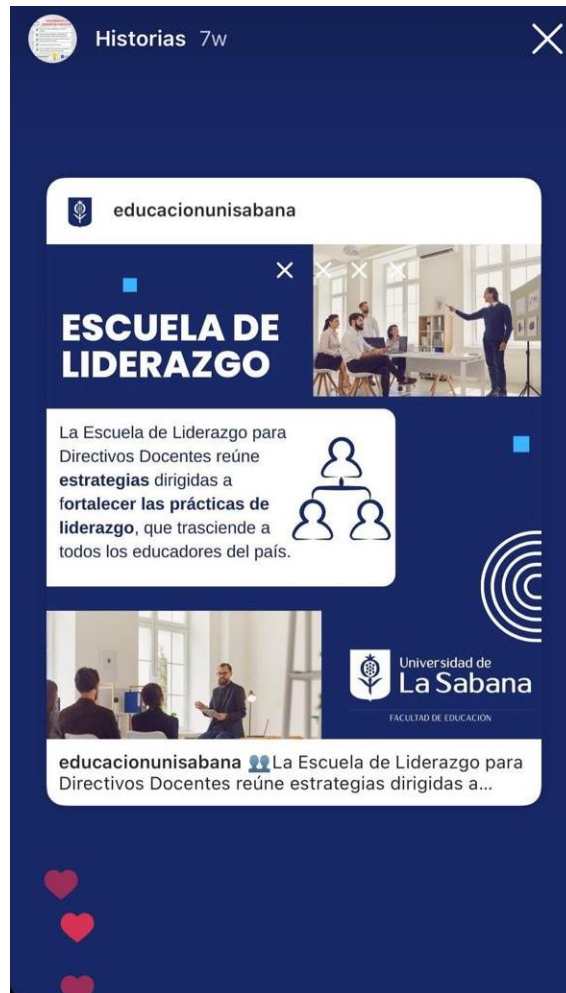 Historias 7w
educacionunisabana
ESCUELA DE
LIDERAZGO
La Escuela de Liderazgo para
Directivos Docentes reúne
estrategias dirigidas a
fortalecer las prácticas de
liderazgo, que trasciende a
todos los educadores del país.
Universidad de
La Sabana
FACULTAD DE EDUCACIÓN
educacionunisabana 👥La Escuela de Liderazgo para
Directivos Docentes reúne estrategias dirigidas a...